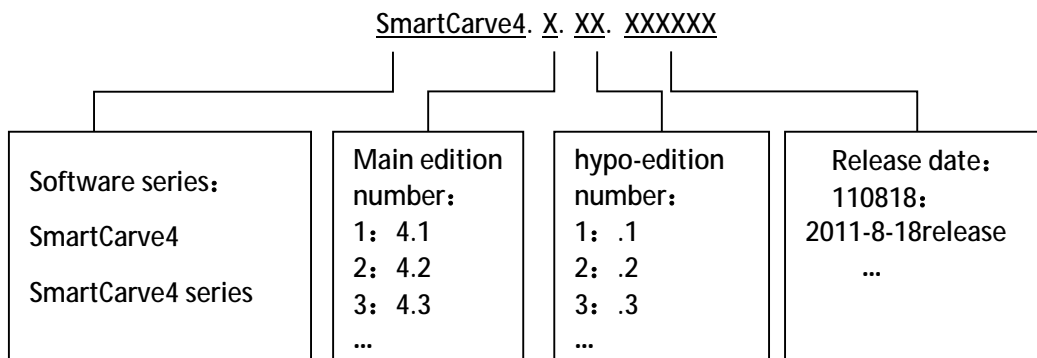 SmartCarve4. X. XX. XXXXXX
Software series：
SmartCarve4
SmartCarve4 series
Main edition
number：
1：4.1
2：4.2
3：4.3
…
hypo-edition
number：
1：.1
2：.2
3：.3
…
Release date：
110818：
2011-8-18release
…